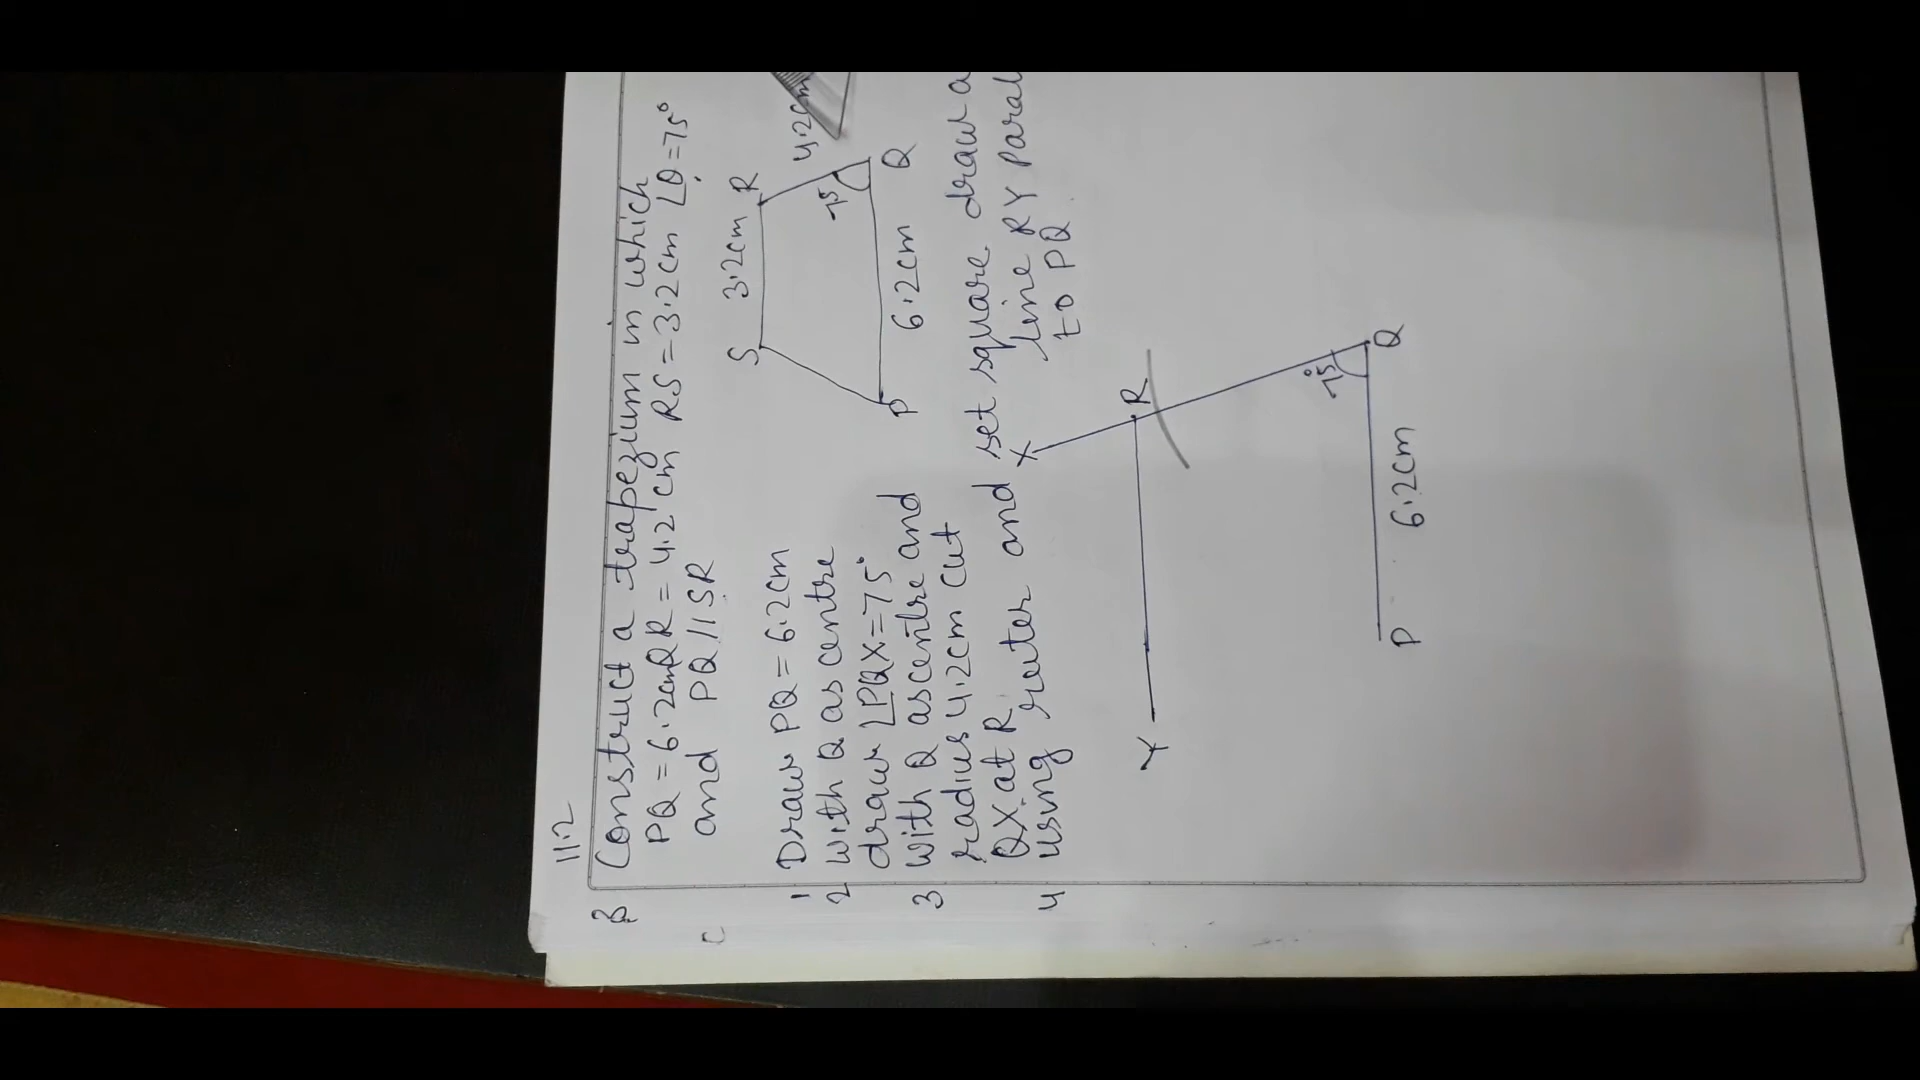 11.2
B Construct a trapezium in which
PQ = 6.2cm QR = 4.2 cm RS = 3.2 cm ∠Q = 75°
and PQ // SR
S 3.2cm R
4.2cm
75
P 6.2cm Q
1 Draw PQ = 6.2cm
2 with Q as centre
draw ∠PQX = 75°
3 with Q as centre and
radius 4.2cm cut
QX at R
4 using ruter and set square draw a
line RY Paral
to PQ
X
Y R
75°
P 6.2cm Q